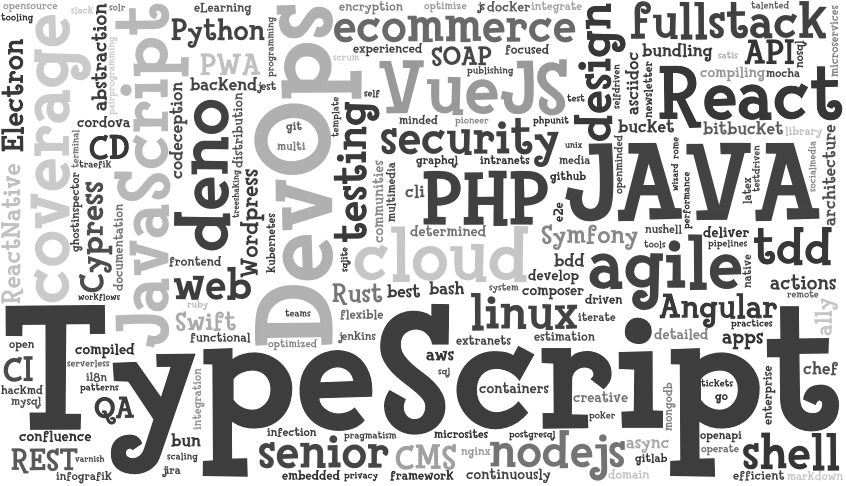 opensource
slack
solr
eLearning
encryption
optimize
js
docker
integrate
talented
tooling
abstraction
Python
programming
ecommerce
fullstack
microservices
Electron
coverage
pairprogramming
Javascript
PWA
DevOps
scrum
experienced
SOAP
focused
design
bundling
satis
API
nosql
backend
jest
VueJS
publishing
selfdriven
asciidoc
newsletter
compiling
mocha
React
cordova
codeception
distribution
self
test
minded
pioneer
phpunit
bucket
bitbucket
library
CD
terminal
traefik
deno
git
multi
template
testing
security
unix
media
openminded
JAVA
wizard
rome
testdriven
latex
socialmedia
architecture
graphql
intranets
github
ReactNative
ghostinspector
Cypress
documentation
treeshaking
Wordpress
kubernetes
communities
multimedia
cli
PHP
e2e
performance
determined
Symfony
nushell
tools
deliver
pipelines
tdd
frontend
sqlite
cloud
bdd
develop
composer
agile
native
actions
workflows
web
ruby
Swift
functional
teams
optimized
Rust
best
bash
system
flexible
jenkins
linux
driven
iterate
Angular
remote
practices
a11y
open
compiled
serverless
TypeScript
aws
sql
extranets
estimation
detailed
apps
CI
i18n
patterns
hackmd
mysql
QA
integration
containers
creative
poker
mongodb
tickets
go
enterprise
chef
confluence
bun
scaling
jira
infection
pragmatism
microsites
postgresql
openapi
operate
REST
varnish
infografik
senior
embedded
privacy
CMS
framework
nginx
continuously
nodejs
async
gitlab
domain
shell
efficient
markdown